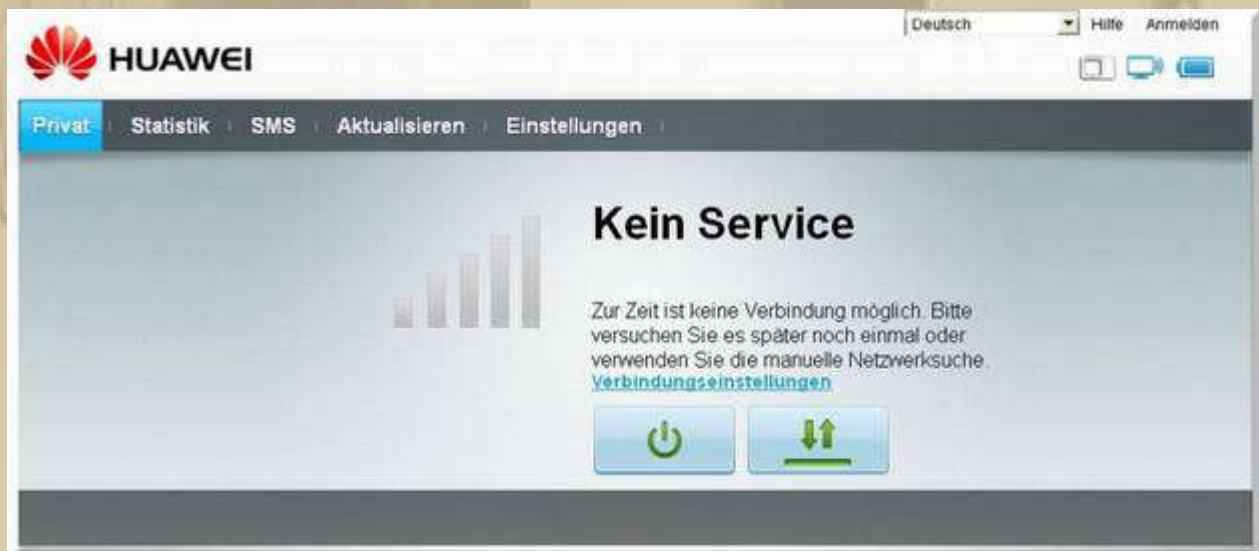 Deutsch Hilfe Anmelden
HUAWEI
Privat Statistik SMS Aktualisieren Einstellungen
Kein Service
Zur Zeit ist keine Verbindung möglich. Bitte
versuchen Sie es später noch einmal oder
verwenden Sie die manuelle Netzwerksuche.
Verbindungseinstellungen